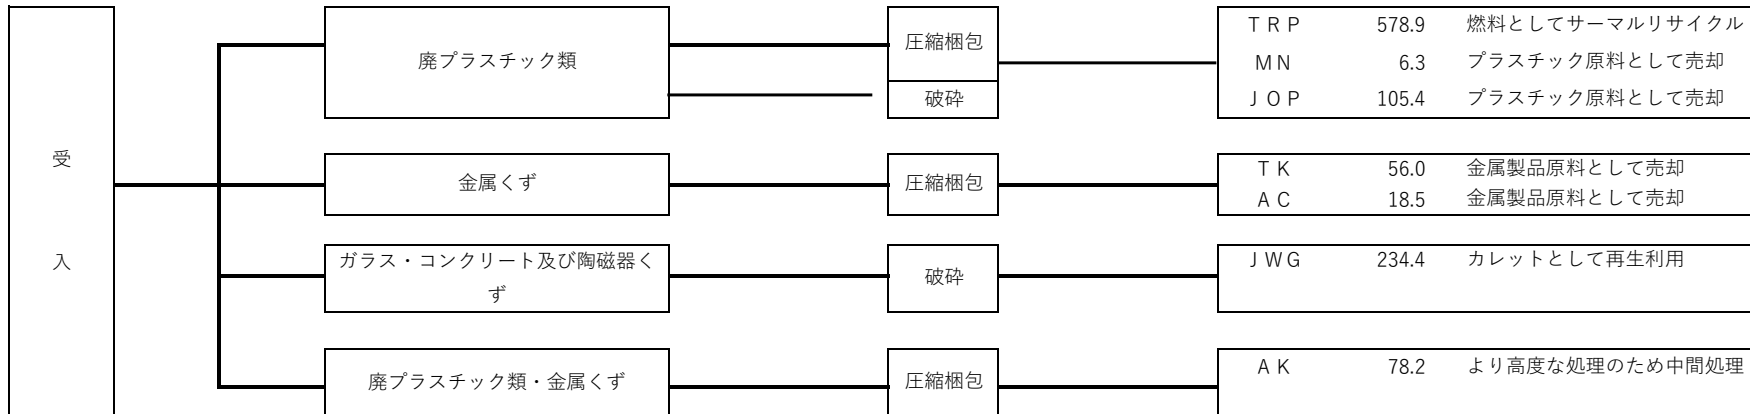 受
入
廃プラスチック類
圧縮梱包
破砕
ＴＲＰ 578.9 燃料としてサーマルリサイクル
ＭＮ 6.3 プラスチック原料として売却
ＪＯＰ 105.4 プラスチック原料として売却
金属くず
圧縮梱包
ＴＫ 56.0 金属製品原料として売却
ＡＣ 18.5 金属製品原料として売却
ガラス・コンクリート及び陶磁器く
ず
破砕
ＪＷＧ 234.4 カレットとして再生利用
廃プラスチック類・金属くず
圧縮梱包
ＡＫ 78.2 より高度な処理のため中間処理